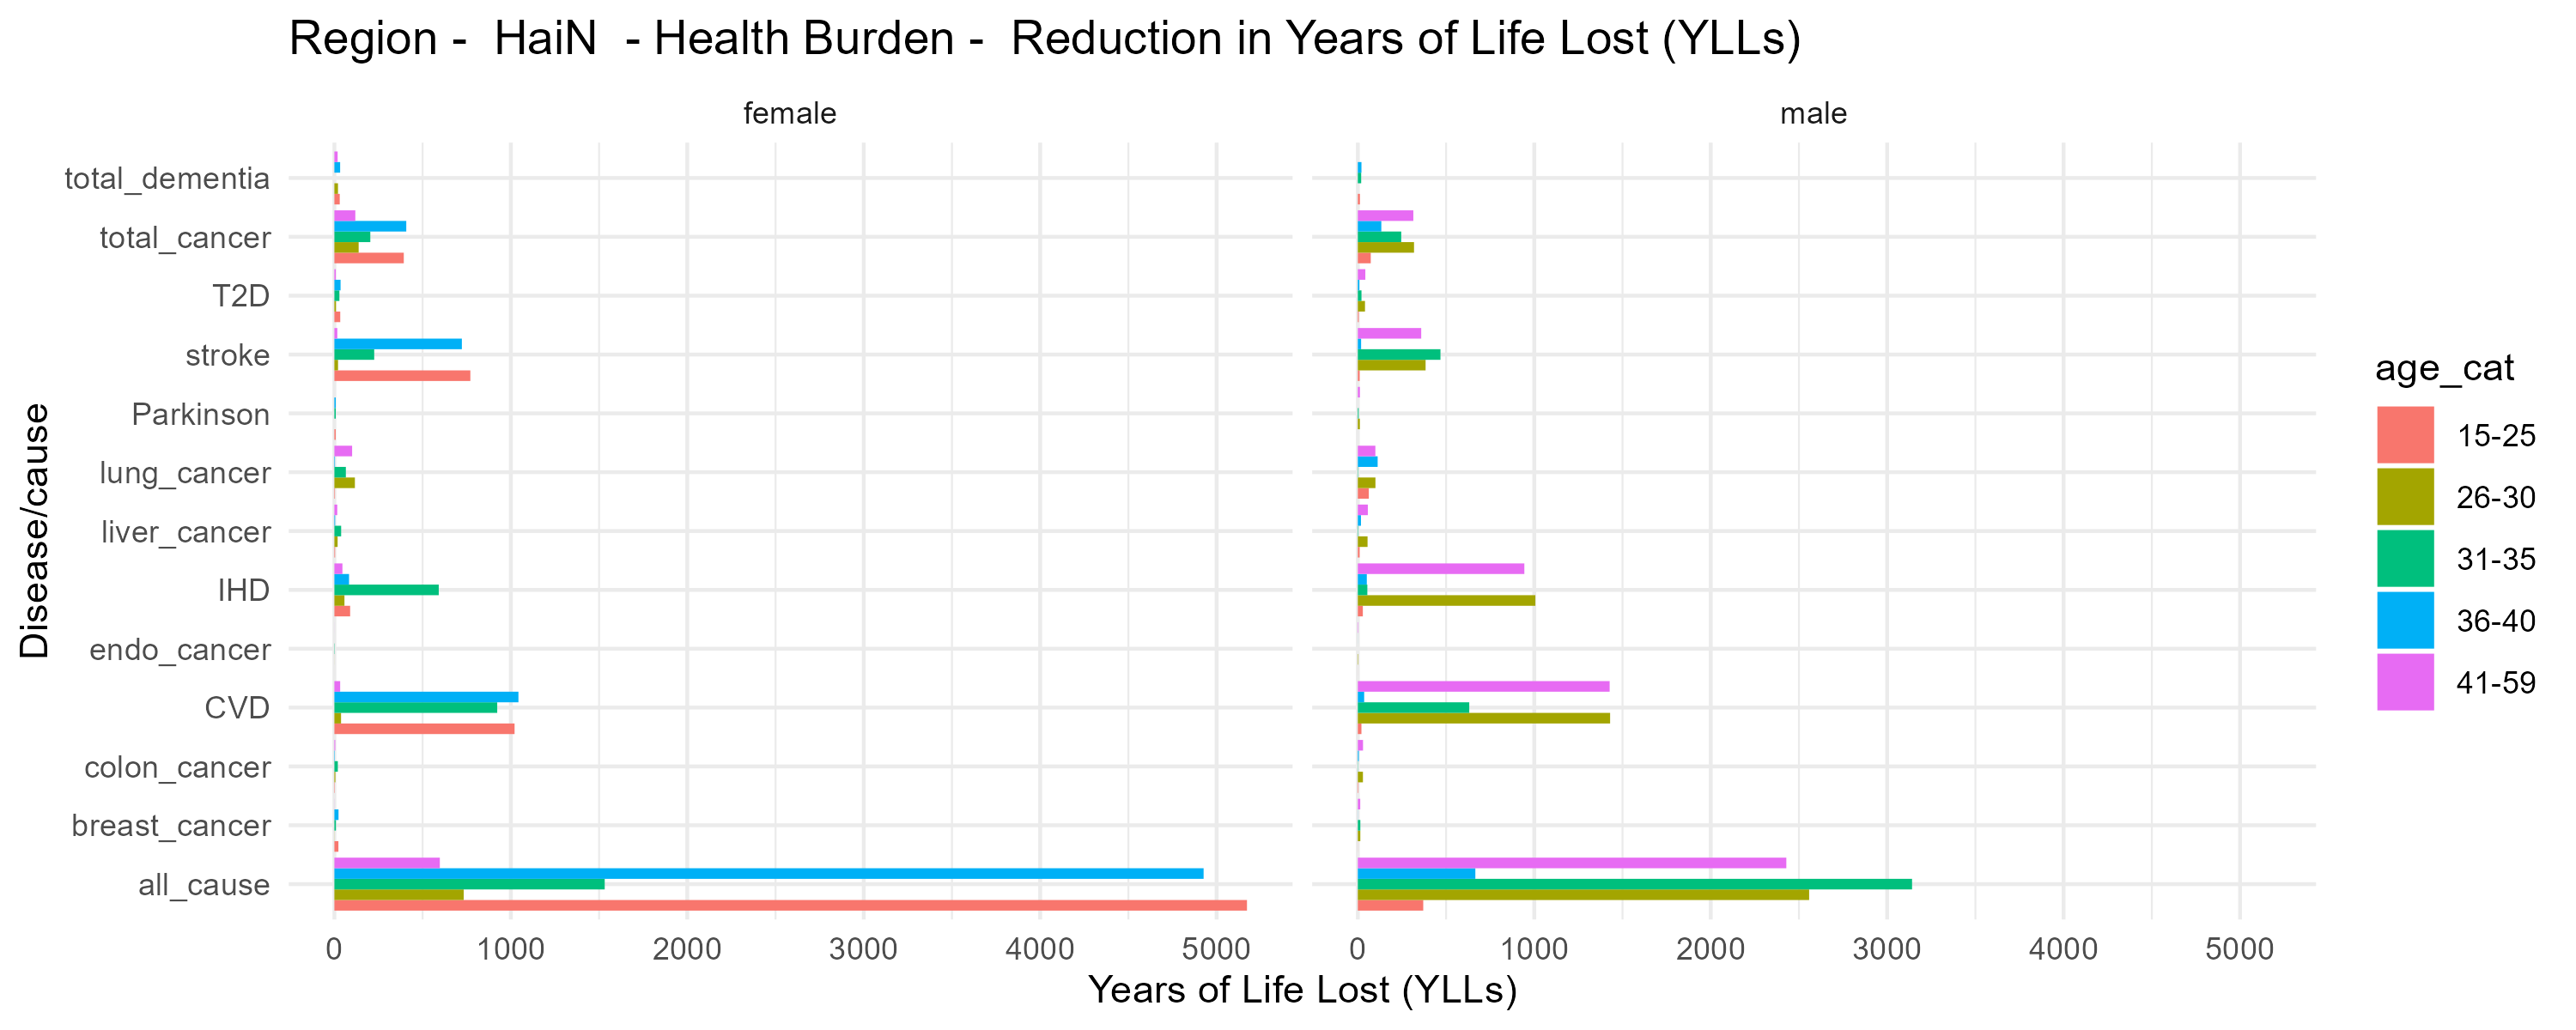 Region -  HaiN  - Health Burden -  Reduction in Years of Life Lost (YLLs)
female
male
Disease/cause
total_dementia
total_cancer
T2D
stroke
Parkinson
lung_cancer
liver_cancer
IHD
endo_cancer
CVD
colon_cancer
breast_cancer
all_cause
0 1000 2000 3000 4000 5000
0 1000 2000 3000 4000 5000
Years of Life Lost (YLLs)
age_cat
15-25
26-30
31-35
36-40
41-59